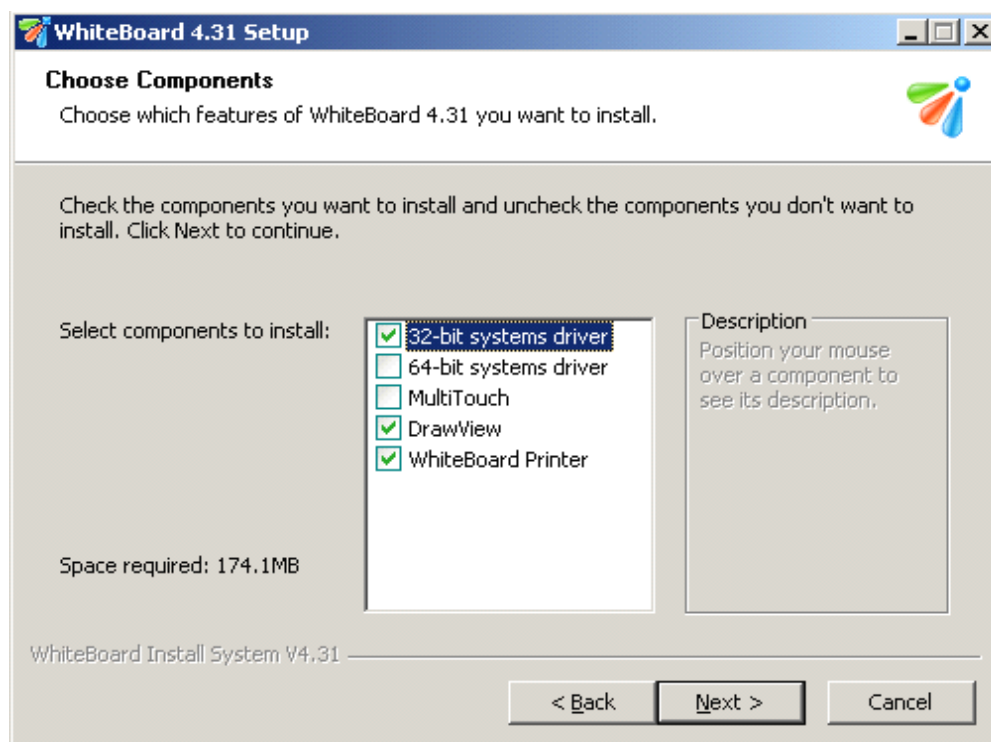 WhiteBoard 4.31 Setup
Choose Components
Choose which features of WhiteBoard 4.31 you want to install.
Check the components you want to install and uncheck the components you don't want to
install. Click Next to continue.
Select components to install:
32-bit systems driver
64-bit systems driver
MultiTouch
DrawView
WhiteBoard Printer
Description
Position your mouse
over a component to
see its description.
Space required: 174.1MB
WhiteBoard Install System V4.31
< Back
Next >
Cancel